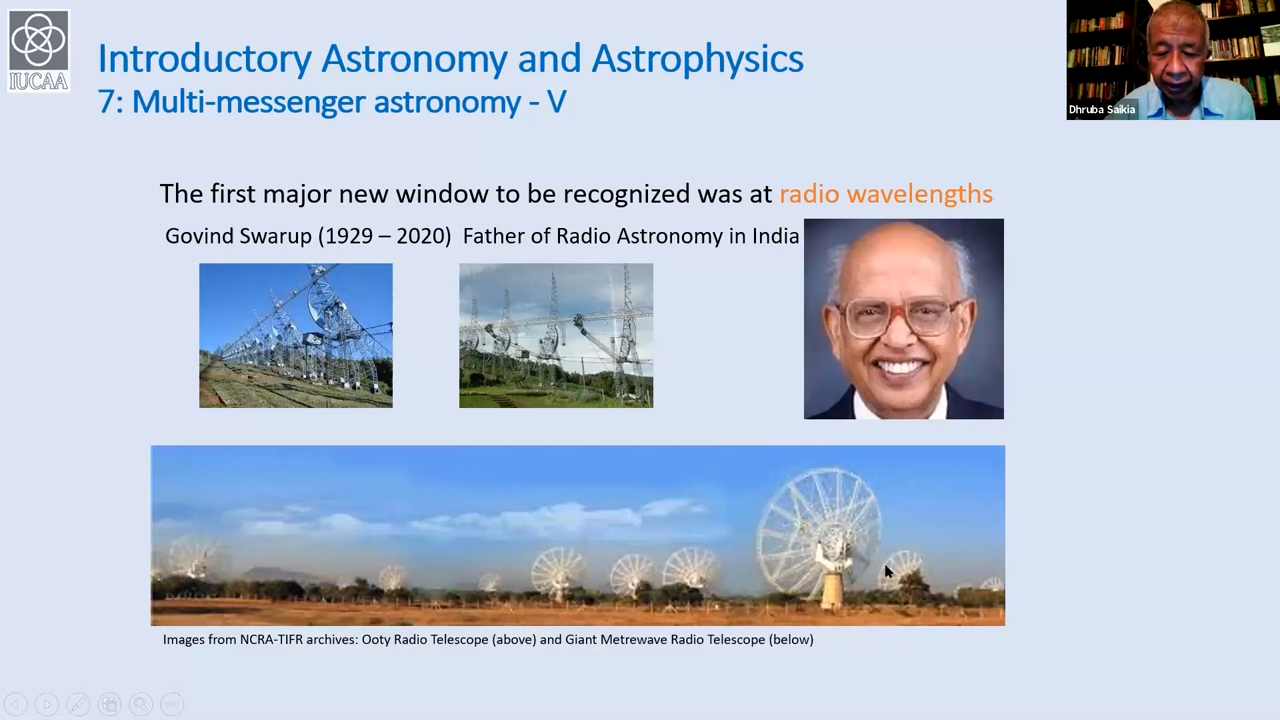 IUCAA
Introductory Astronomy and Astrophysics
7: Multi-messenger astronomy - V
Dhruba Saikia
The first major new window to be recognized was at radio wavelengths
Govind Swarup (1929 – 2020) Father of Radio Astronomy in India
Images from NCRA-TIFR archives: Ooty Radio Telescope (above) and Giant Metrewave Radio Telescope (below)